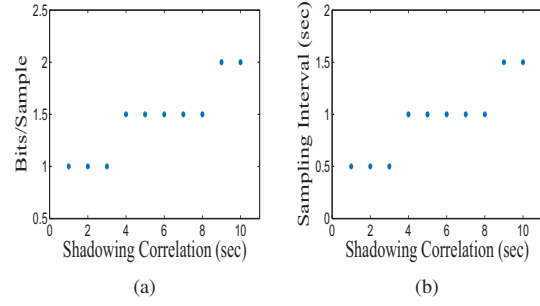 2.5
2
1.5
1
0.5
0 2 4 6 8 10
Bits/Sample
Shadowing Correlation (sec)
(a)
2
1.5
1
0.5
0
0 2 4 6 8 10
Sampling Interval (sec)
Shadowing Correlation (sec)
(b)